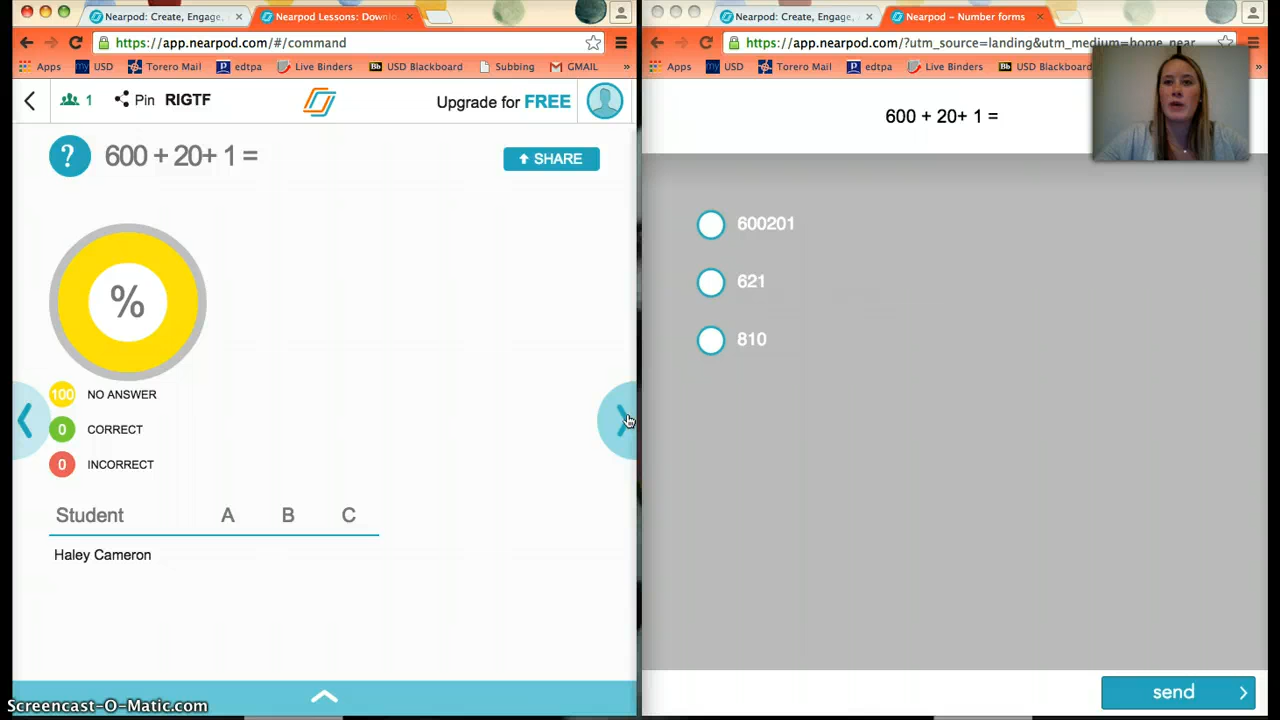 Nearpod: Create, Engage,
Nearpod Lessons: Downlo
https://app.nearpod.com/#/command
Apps
USD
Torero Mail
edtpa
Live Binders
USD Blackboard
Subbing
GMAIL
»
1
Pin RIGTF
Upgrade for FREE
? 600 + 20+ 1 =
SHARE
%
100 NO ANSWER
0 CORRECT
0 INCORRECT
Student A B C
Haley Cameron
Screencast-O-Matic.com
Nearpod: Create, Engage,
Nearpod – Number forms
https://app.nearpod.com/?utm_source=landing&utm_medium=home_near
Apps
USD
Torero Mail
edtpa
Live Binders
USD Blackboard
»
600 + 20+ 1 =
600201
621
810
send